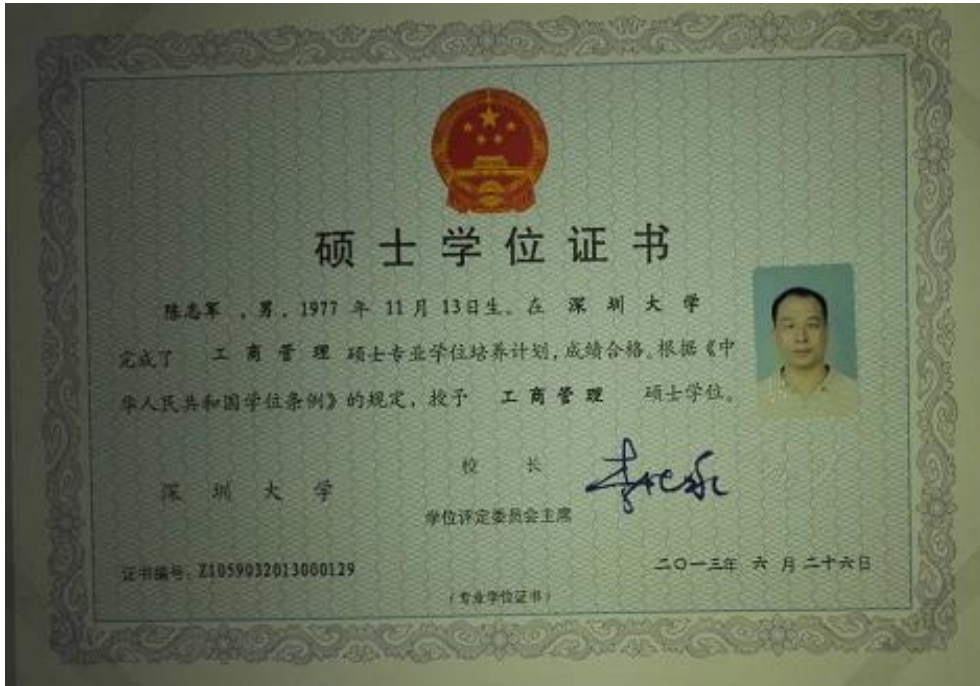 硕士学位证书
陈志军，男，1977 年 11 月 13日生。在 深圳大学
完成了 工商管理 硕士专业学位培养计划，成绩合格。根据《中
华人民共和国学位条例》的规定，授予 工商管理 硕士学位。
深圳大学
校 长
学位评定委员会主席
证书编号：Z1059032013000129
二〇一三年 六 月 二十六日
（专业学位证书）